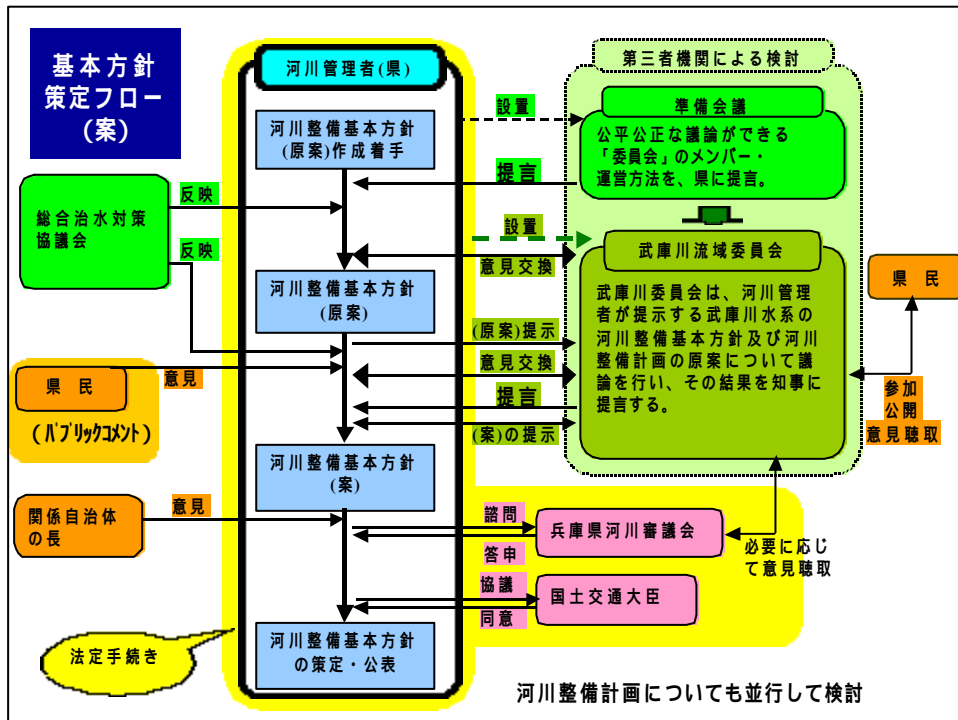 基本方針
策定フロー
(案)
河川管理者(県)
第三者機関による検討
河川整備基本方針
(原案)作成着手
設置
準備会議
公平公正な議論ができる
「委員会」のメンバー・
運営方法を、県に提言。
提言
総合治水対策
協議会
反映
反映
設置
意見交換
武庫川流域委員会
武庫川委員会は、河川管理
者が提示する武庫川水系の
河川整備基本方針及び河川
整備計画の原案について議
論を行い、その結果を知事に
提言する。
県 民
参加
公開
意見聴取
河川整備基本方針
(原案)
(原案)提示
意見交換
提言
(案)の提示
県 民
(パブリックコメント)
意見
河川整備基本方針
(案)
関係自治体
の長
意見
諮問
答申
兵庫県河川審議会
必要に応じ
て意見聴取
協議
同意
国土交通大臣
法定手続き
河川整備基本方針
の策定・公表
河川整備計画についても並行して検討